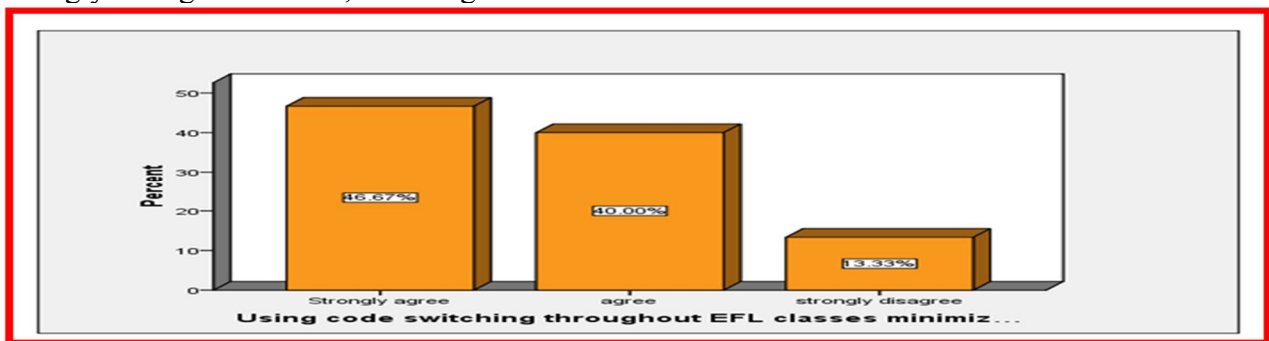 50
40
30
20
10
0
Percent
46.67%
40.00%
13.33%
Strongly agree
agree
strongly disagree
Using code switching throughout EFL classes minimiz...